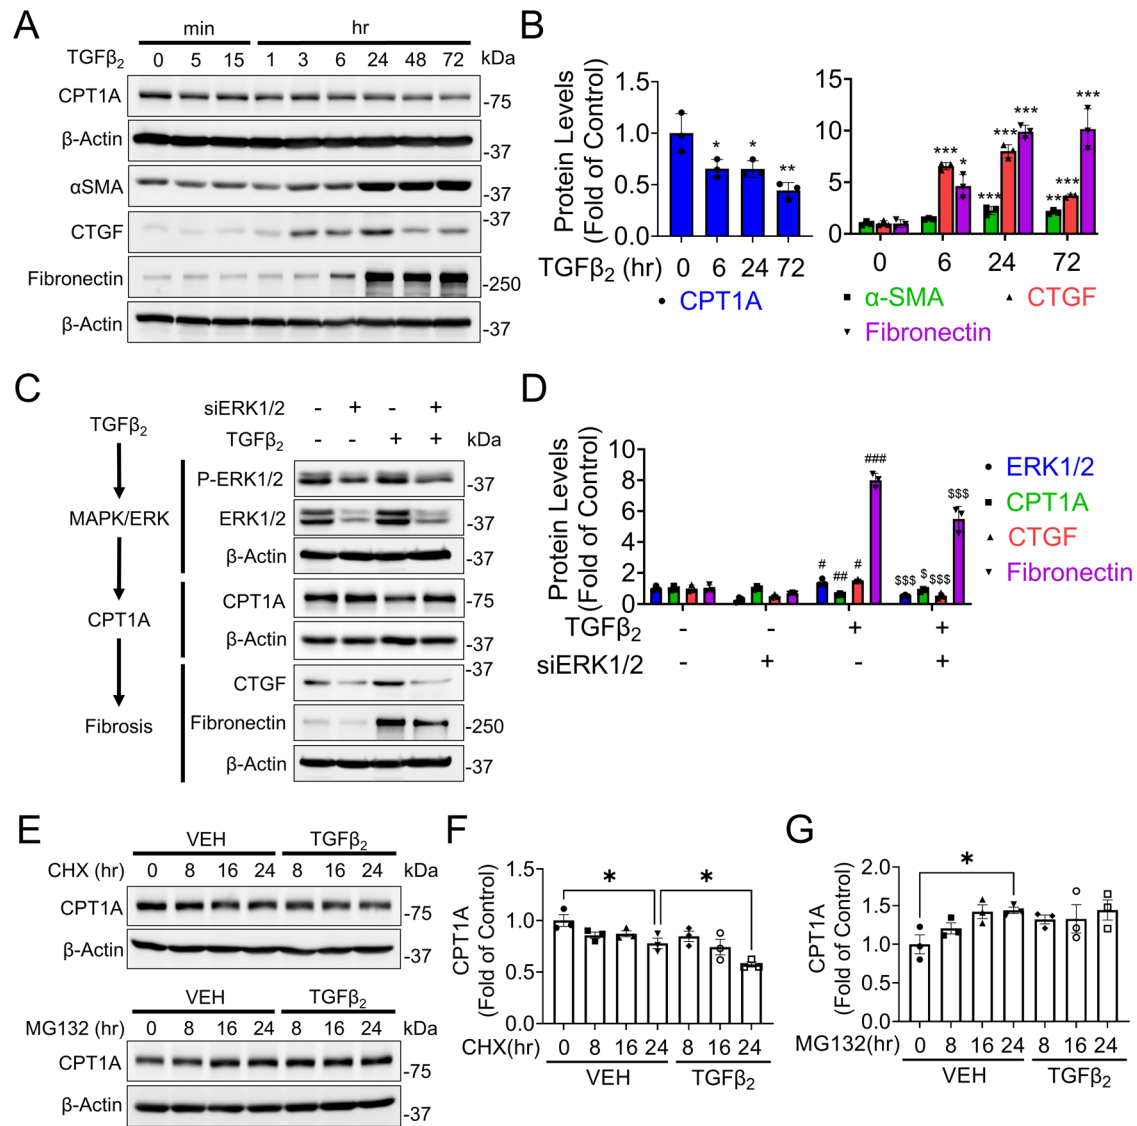 A
min hr
TGFβ₂ 0 5 15 1 3 6 24 48 72 kDa
CPT1A -75
β-Actin -37
αSMA -37
CTGF -37
Fibronectin -250
β-Actin -37
B
Protein Levels
(Fold of Control)
1.5
1.0
0.5
0.0
* * **
TGFβ₂ (hr) 0 6 24 72
● CPT1A
15
10
5
0
*** * *** *** *** ** *** ***
0 6 24 72
■ α-SMA ▲ CTGF
▼ Fibronectin
C
siERK1/2 - + - +
TGFβ₂ - - + + kDa
TGFβ₂
MAPK/ERK
CPT1A
Fibrosis
P-ERK1/2 -37
ERK1/2 -37
β-Actin -37
CPT1A -75
β-Actin -37
CTGF -37
Fibronectin -250
β-Actin -37
D
Protein Levels
(Fold of Control)
10
8
6
4
2
0
# ## # ### $$$ $ $$$ $$$
TGFβ₂ - - + +
siERK1/2 - + - +
● ERK1/2
■ CPT1A
▲ CTGF
▼ Fibronectin
E
VEH TGFβ₂
CHX (hr) 0 8 16 24 8 16 24 kDa
CPT1A -75
β-Actin -37
VEH TGFβ₂
MG132 (hr) 0 8 16 24 8 16 24 kDa
CPT1A -75
β-Actin -37
F
CPT1A
(Fold of Control)
1.5
1.0
0.5
0.0
* *
CHX(hr) 0 8 16 24 8 16 24
VEH TGFβ₂
G
CPT1A
(Fold of Control)
2.0
1.5
1.0
0.5
0.0
*
MG132(hr) 0 8 16 24 8 16 24
VEH TGFβ₂